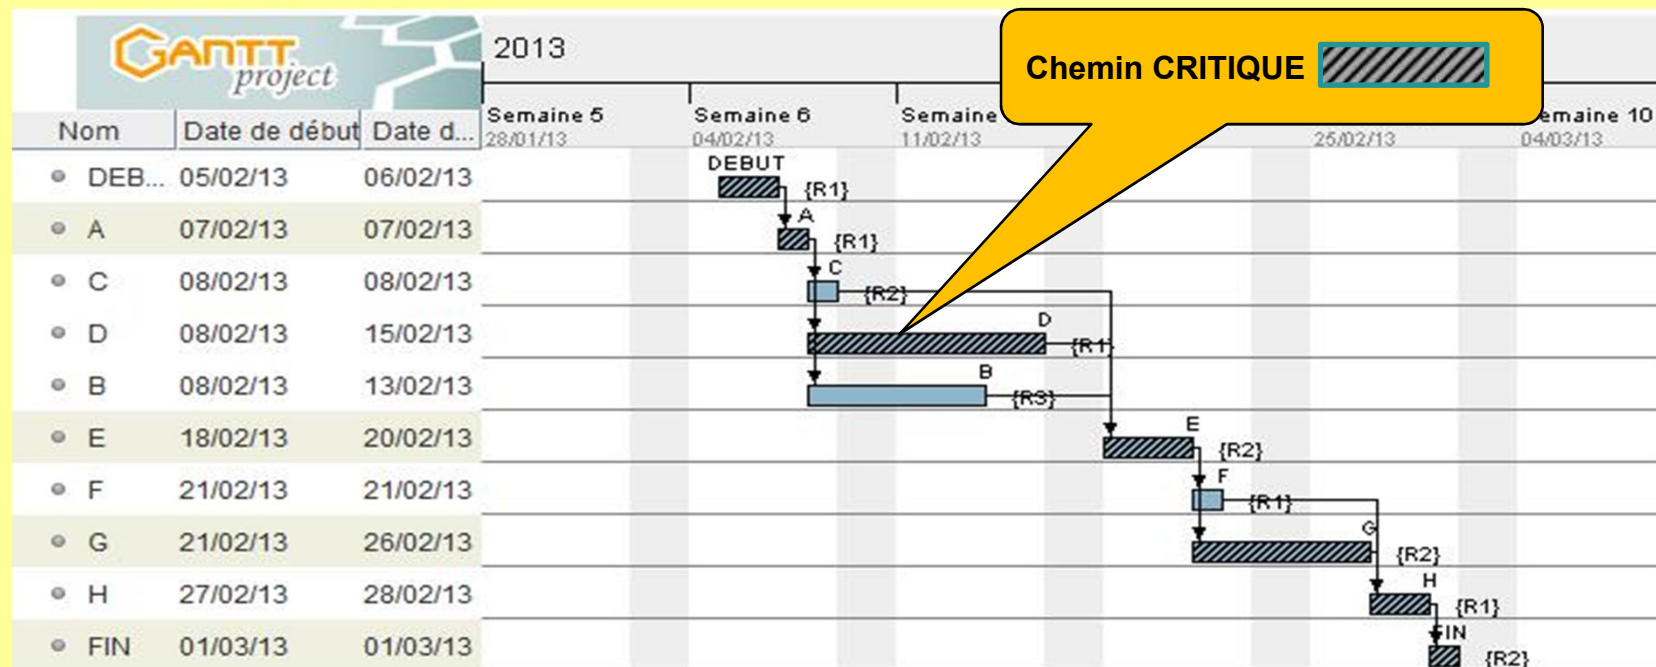 GANTT
project
2013
Chemin CRITIQUE
Nom Date de début Date d...
Semaine 5 Semaine 6 Semaine emaine 10
28/01/13 04/02/13 11/02/13 25/02/13 04/03/13
DEBUT
DEB... 05/02/13 06/02/13 {R1}
A
A 07/02/13 07/02/13 {R1}
C
C 08/02/13 08/02/13 {R2}
D
D 08/02/13 15/02/13 {R1}
B
B 08/02/13 13/02/13 {R3}
E
E 18/02/13 20/02/13 {R2}
F
F 21/02/13 21/02/13 {R1}
G
G 21/02/13 26/02/13 {R2}
H
H 27/02/13 28/02/13 {R1}
FIN
FIN 01/03/13 01/03/13 {R2}